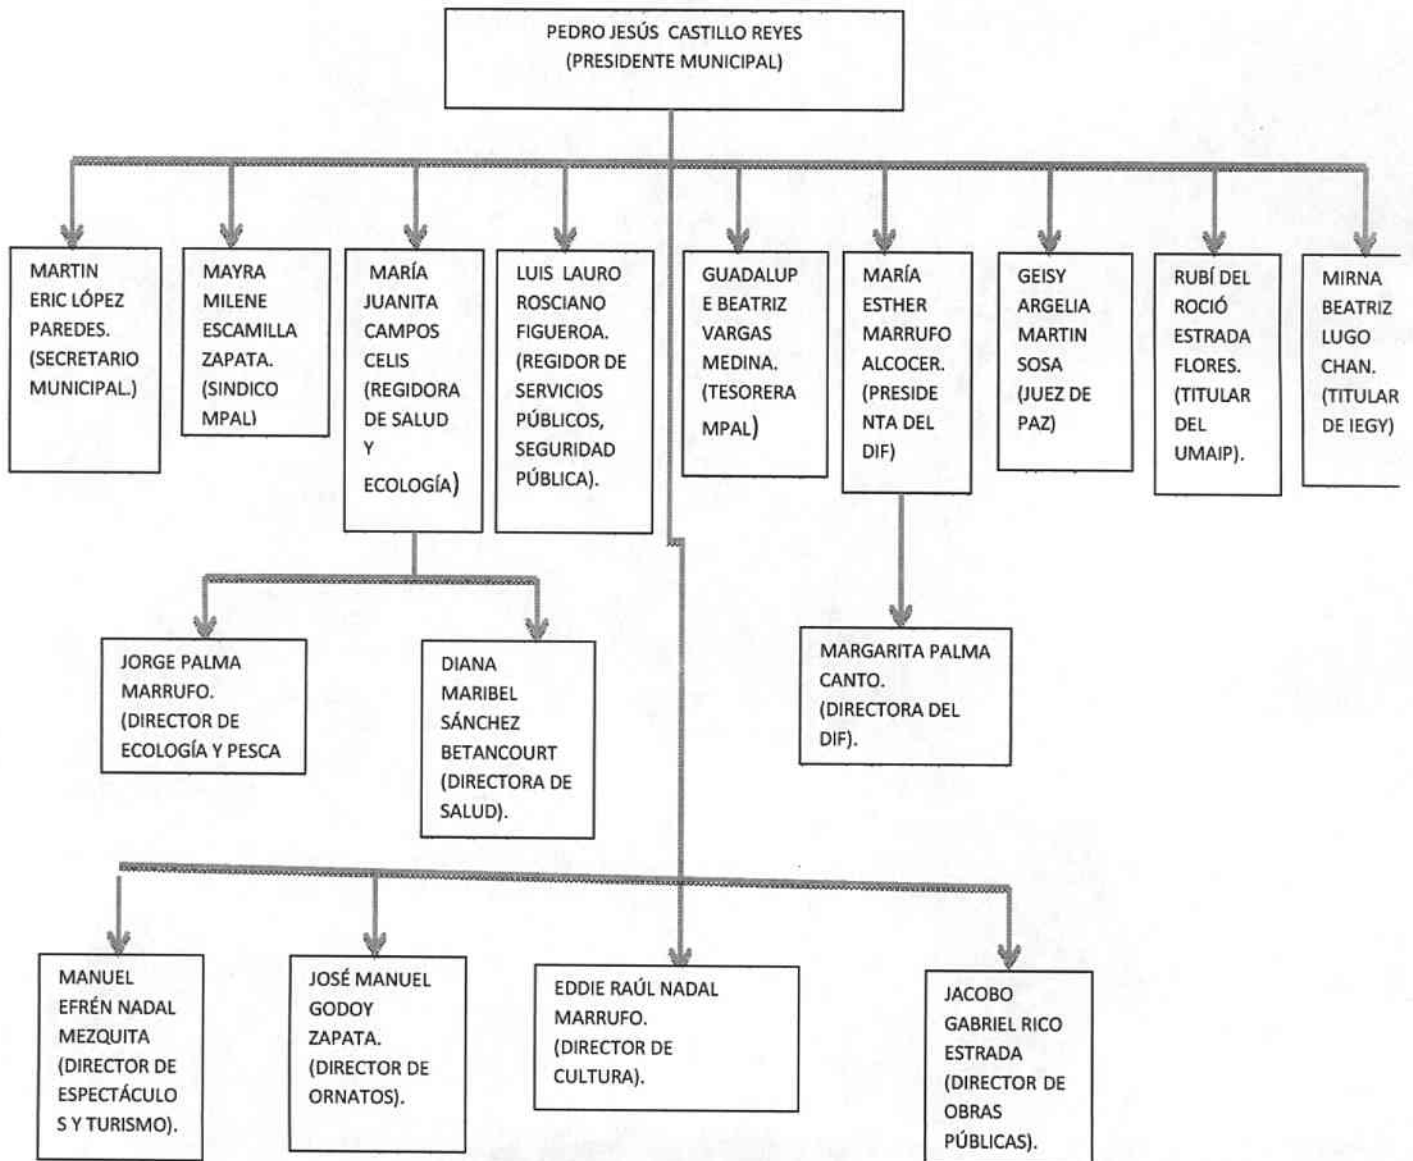 PEDRO JESÚS CASTILLO REYES
(PRESIDENTE MUNICIPAL)
MARTIN
ERIC LÓPEZ
PAREDES.
(SECRETARIO
MUNICIPAL.)
MAYRA
MILENE
ESCAMILLA
ZAPATA.
(SINDICO
MPAL)
MARÍA
JUANITA
CAMPOS
CELIS
(REGIDORA
DE SALUD
Y
ECOLOGÍA)
LUIS LAURO
ROSCIANO
FIGUEROA.
(REGIDOR DE
SERVICIOS
PÚBLICOS,
SEGURIDAD
PÚBLICA).
GUADALUP
E BEATRIZ
VARGAS
MEDINA.
(TESORERA
MPAL)
MARÍA
ESTHER
MARRUFO
ALCOCER.
(PRESIDE
NTA DEL
DIF)
GEISY
ARGELIA
MARTIN
SOSA
(JUEZ DE
PAZ)
RUBÍ DEL
ROCIÓ
ESTRADA
FLORES.
(TITULAR
DEL
UMAIP).
MIRNA
BEATRIZ
LUGO
CHAN.
(TITULAR
DE IEGY)
JORGE PALMA
MARRUFO.
(DIRECTOR DE
ECOLOGÍA Y PESCA
DIANA
MARIBEL
SÁNCHEZ
BETANCOURT
(DIRECTORA DE
SALUD).
MARGARITA PALMA
CANTO.
(DIRECTORA DEL
DIF).
MANUEL
EFRÉN NADAL
MEZQUITA
(DIRECTOR DE
ESPECTÁCULO
S Y TURISMO).
JOSÉ MANUEL
GODOY
ZAPATA.
(DIRECTOR DE
ORNATOS).
EDDIE RAÚL NADAL
MARRUFO.
(DIRECTOR DE
CULTURA).
JACOBO
GABRIEL RICO
ESTRADA
(DIRECTOR DE
OBRAS
PÚBLICAS).